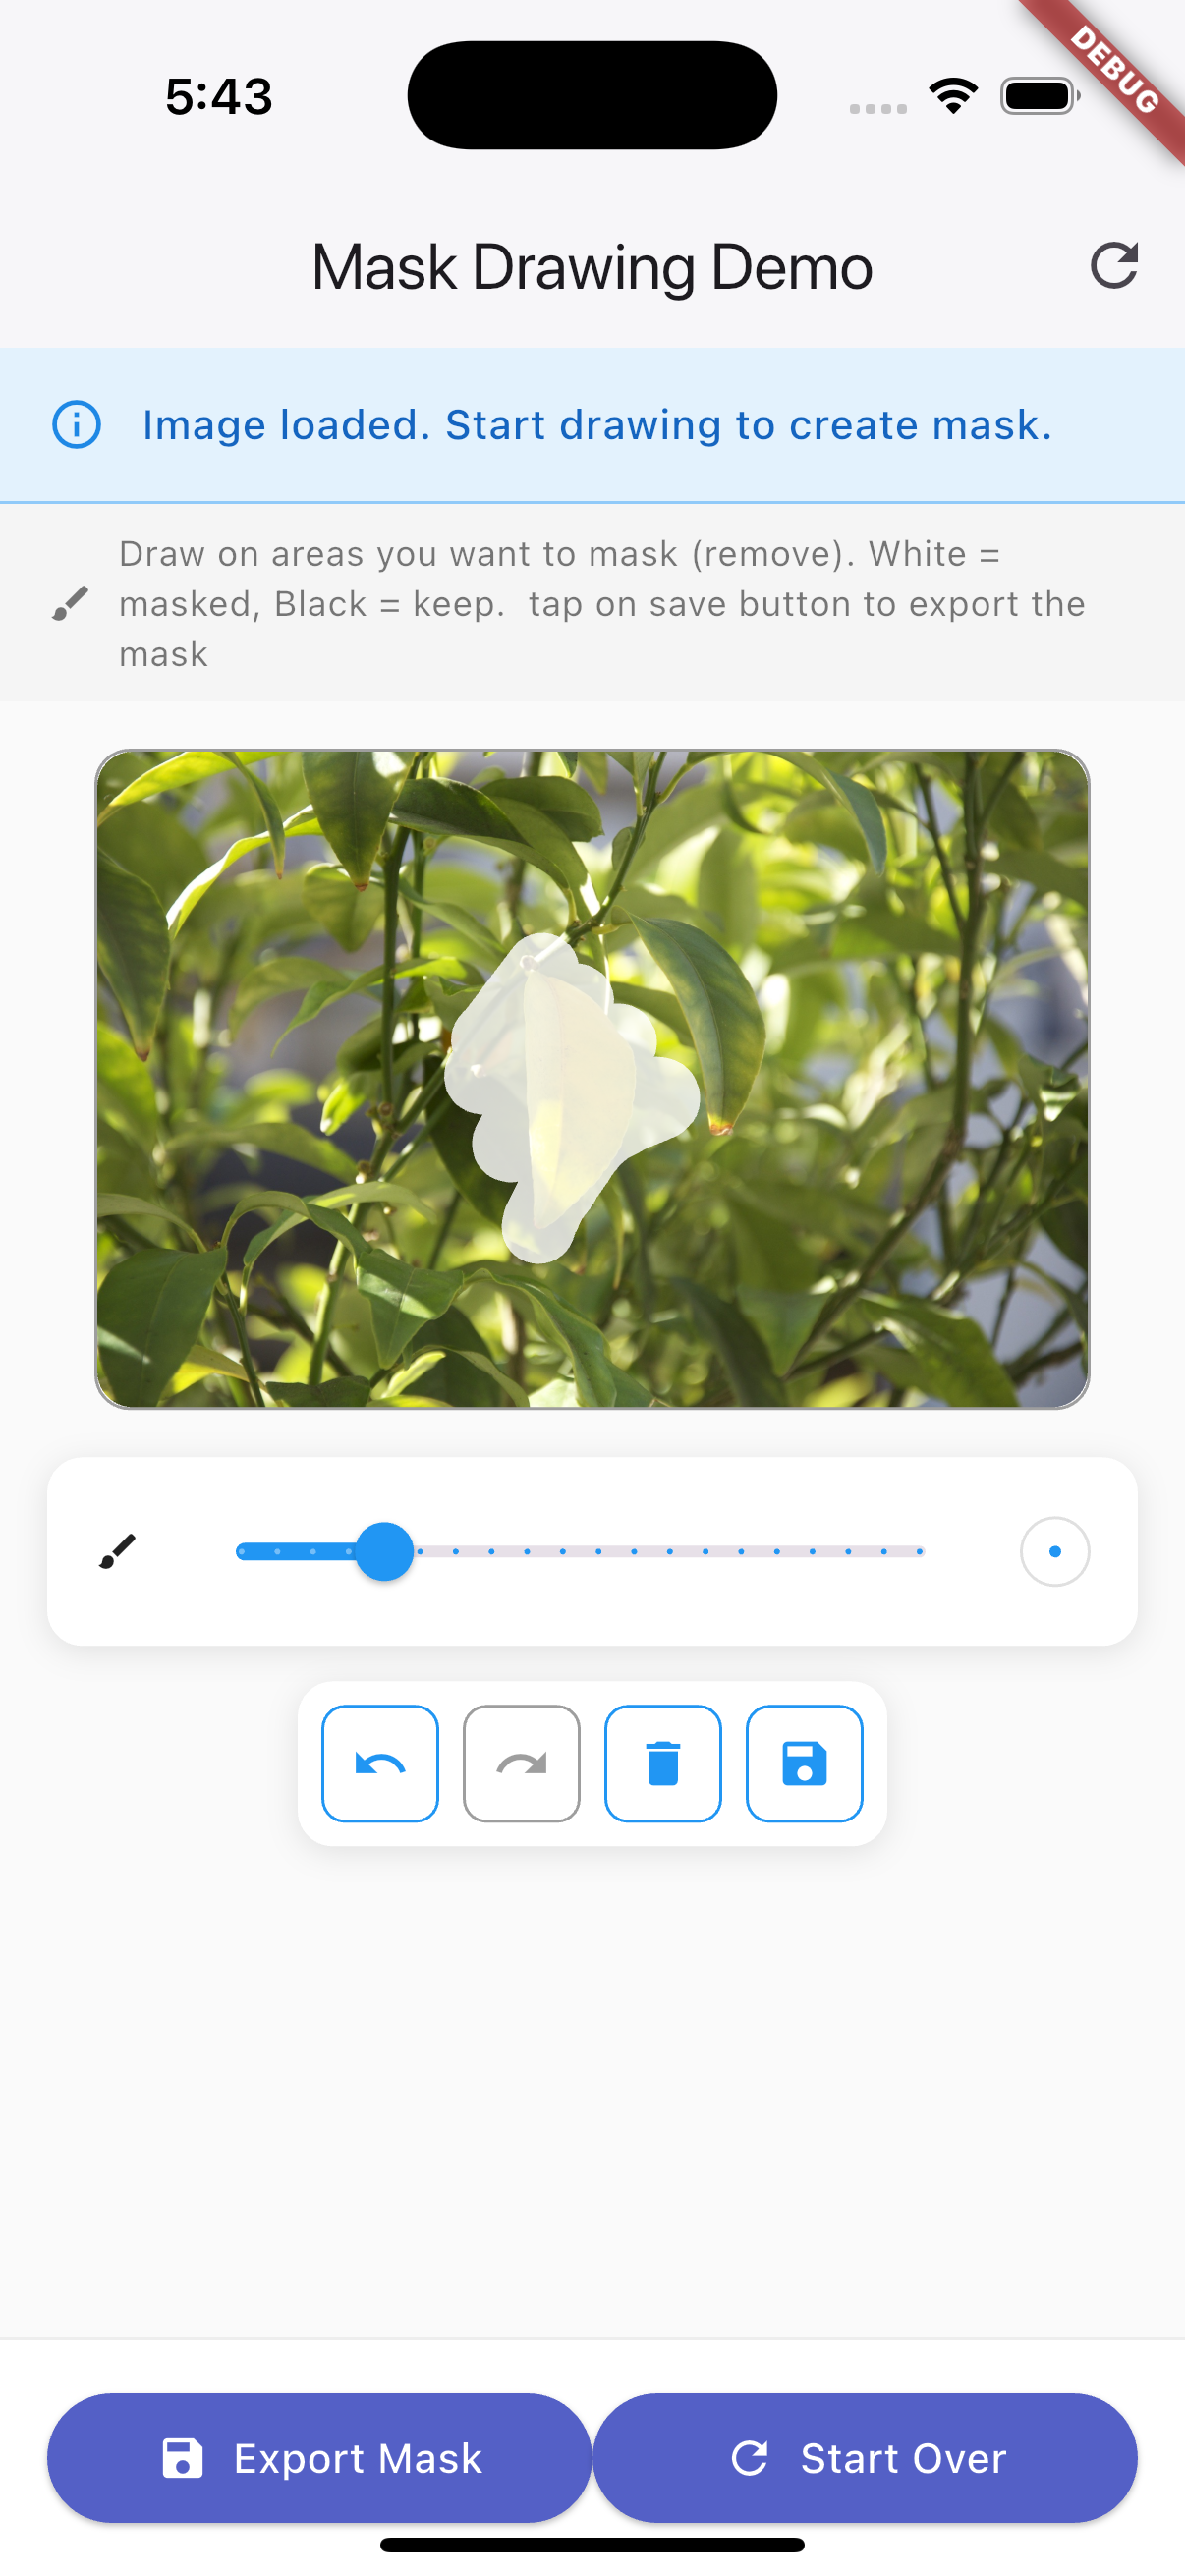 5:43
DEBUG
Mask Drawing Demo
Image loaded. Start drawing to create mask.
Draw on areas you want to mask (remove). White =
masked, Black = keep.  tap on save button to export the
mask
Export Mask
Start Over